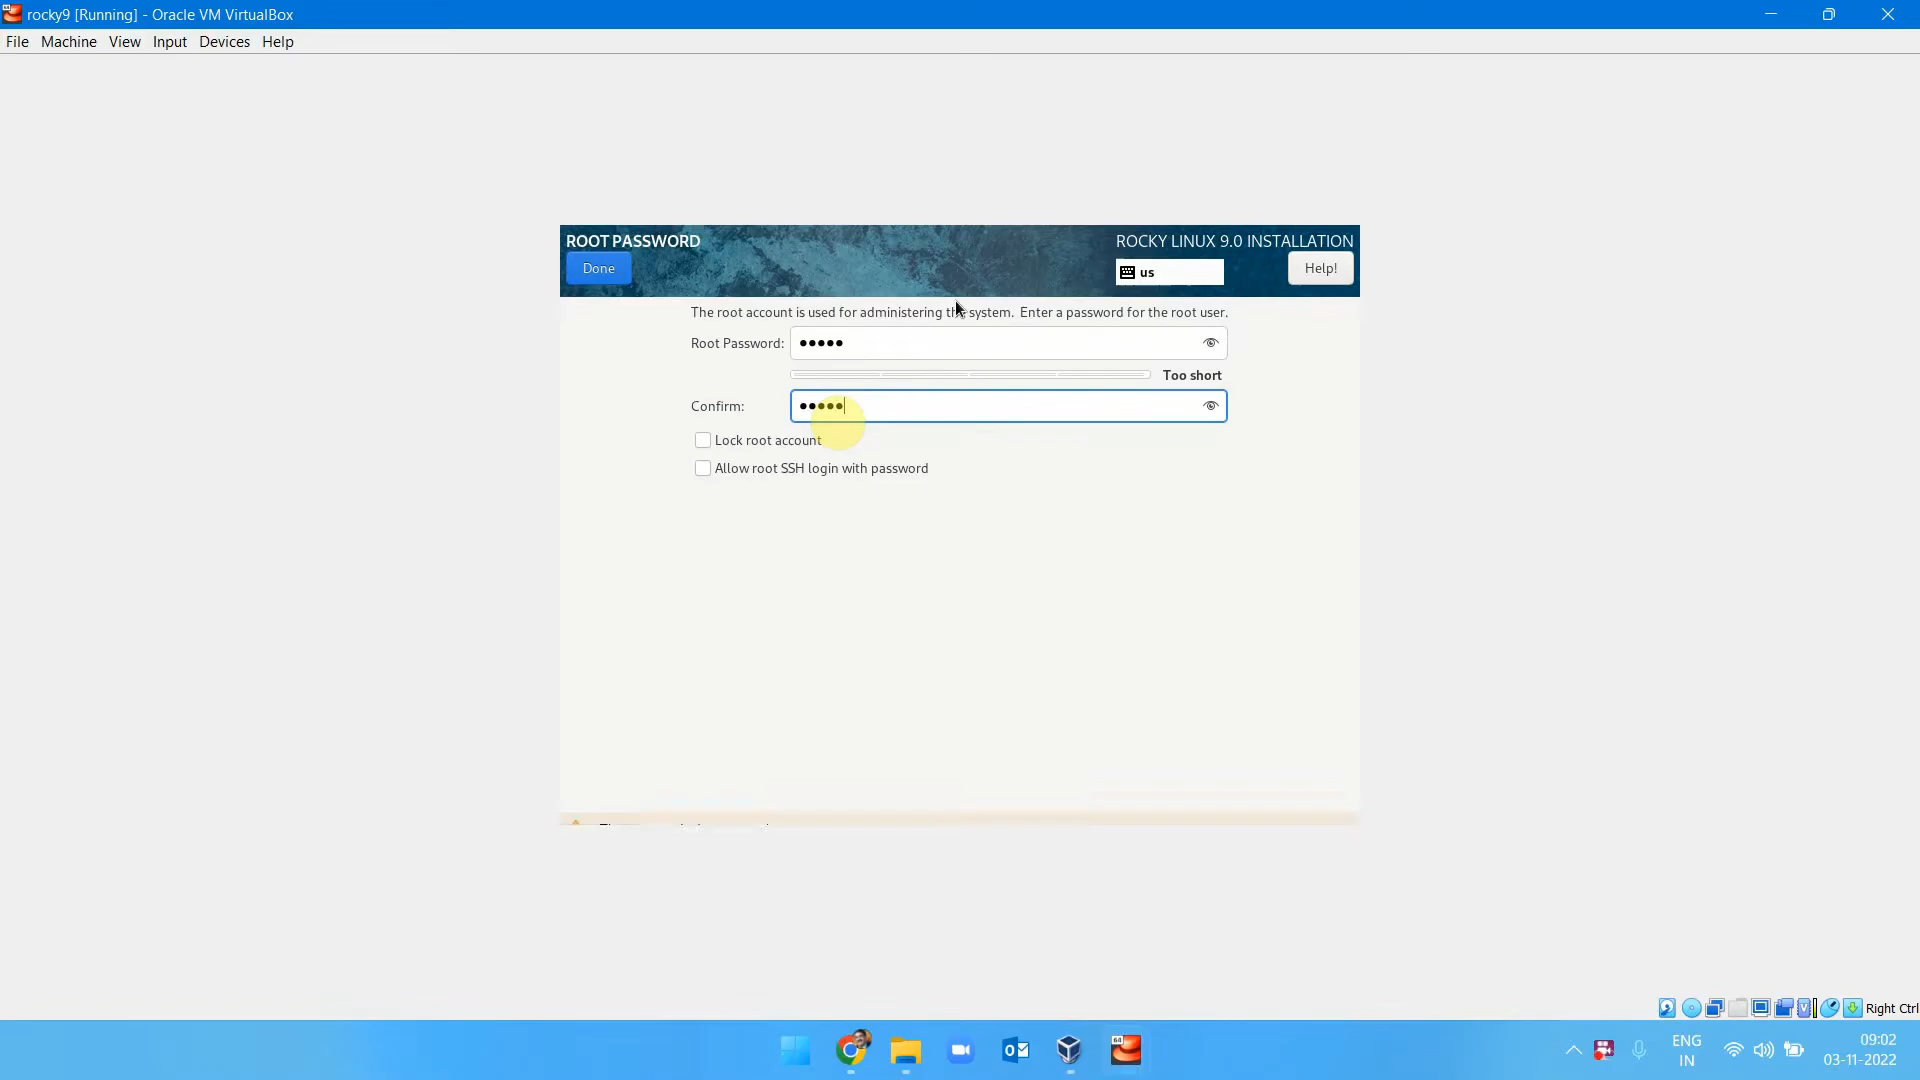 rocky9 [Running] - Oracle VM VirtualBox
File Machine View Input Devices Help
ROOT PASSWORD
ROCKY LINUX 9.0 INSTALLATION
Done
us
Help!
The root account is used for administering the system. Enter a password for the root user.
Root Password: ●●●●●
Too short
Confirm: ●●●●●
Lock root account
Allow root SSH login with password
Right Ctrl
64
ENG
IN
09:02
03-11-2022